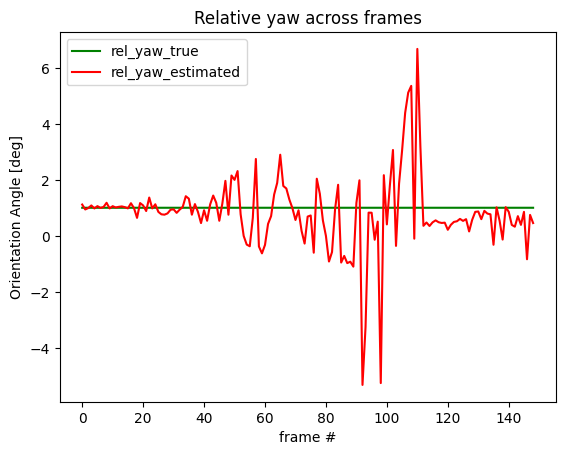 Relative yaw across frames
rel_yaw_true
rel_yaw_estimated
Orientation Angle [deg]
6
4
2
0
−2
−4
0 20 40 60 80 100 120 140
frame #